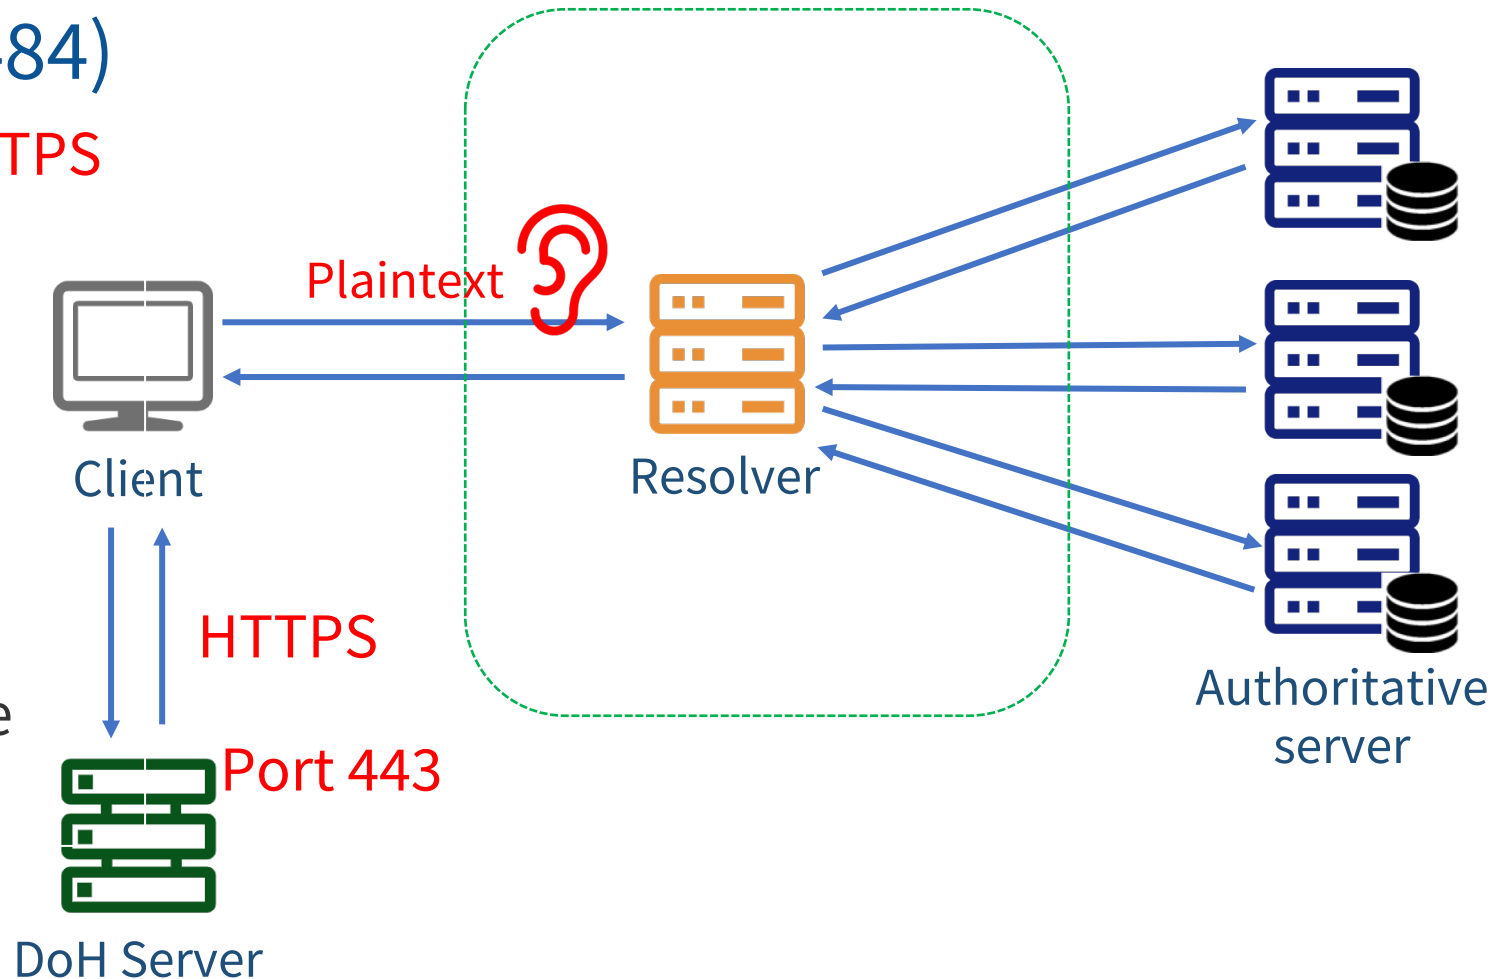 84)
TPS
Plaintext
Client
Resolver
HTTPS
Authoritative
server
e
Port 443
DoH Server